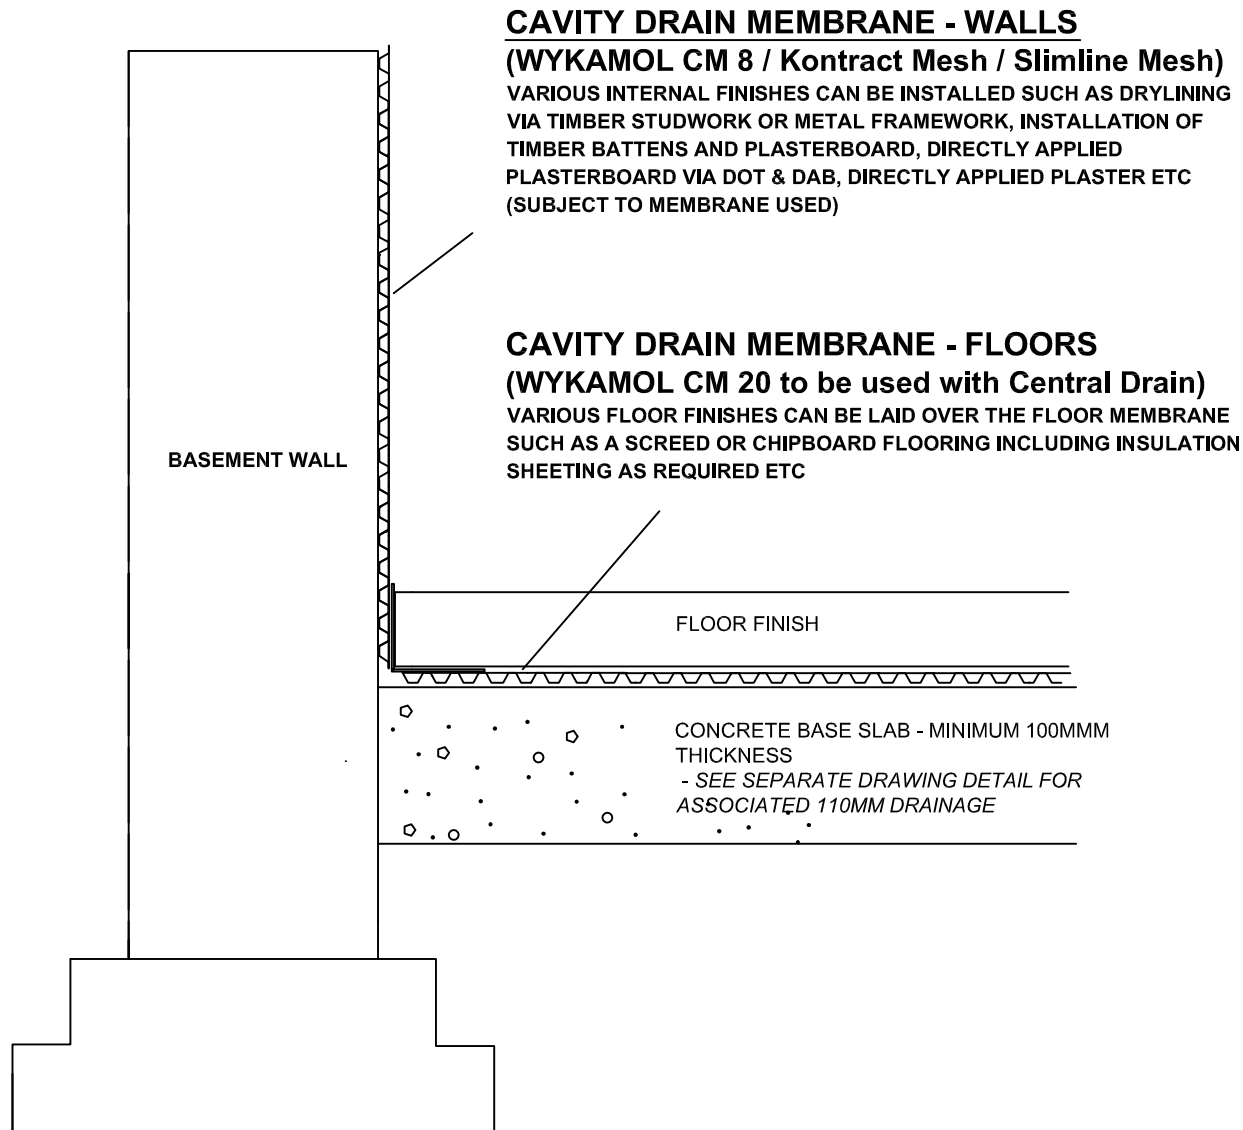 CAVITY DRAIN MEMBRANE - WALLS
(WYKAMOL CM 8 / Kontract Mesh / Slimline Mesh)
VARIOUS INTERNAL FINISHES CAN BE INSTALLED SUCH AS DRYLINING
VIA TIMBER STUDWORK OR METAL FRAMEWORK, INSTALLATION OF
TIMBER BATTENS AND PLASTERBOARD, DIRECTLY APPLIED
PLASTERBOARD VIA DOT & DAB, DIRECTLY APPLIED PLASTER ETC
(SUBJECT TO MEMBRANE USED)
CAVITY DRAIN MEMBRANE - FLOORS
(WYKAMOL CM 20 to be used with Central Drain)
VARIOUS FLOOR FINISHES CAN BE LAID OVER THE FLOOR MEMBRANE
SUCH AS A SCREED OR CHIPBOARD FLOORING INCLUDING INSULATION
SHEETING AS REQUIRED ETC
BASEMENT WALL
FLOOR FINISH
CONCRETE BASE SLAB - MINIMUM 100MMM
THICKNESS
- SEE SEPARATE DRAWING DETAIL FOR
ASSOCIATED 110MM DRAINAGE